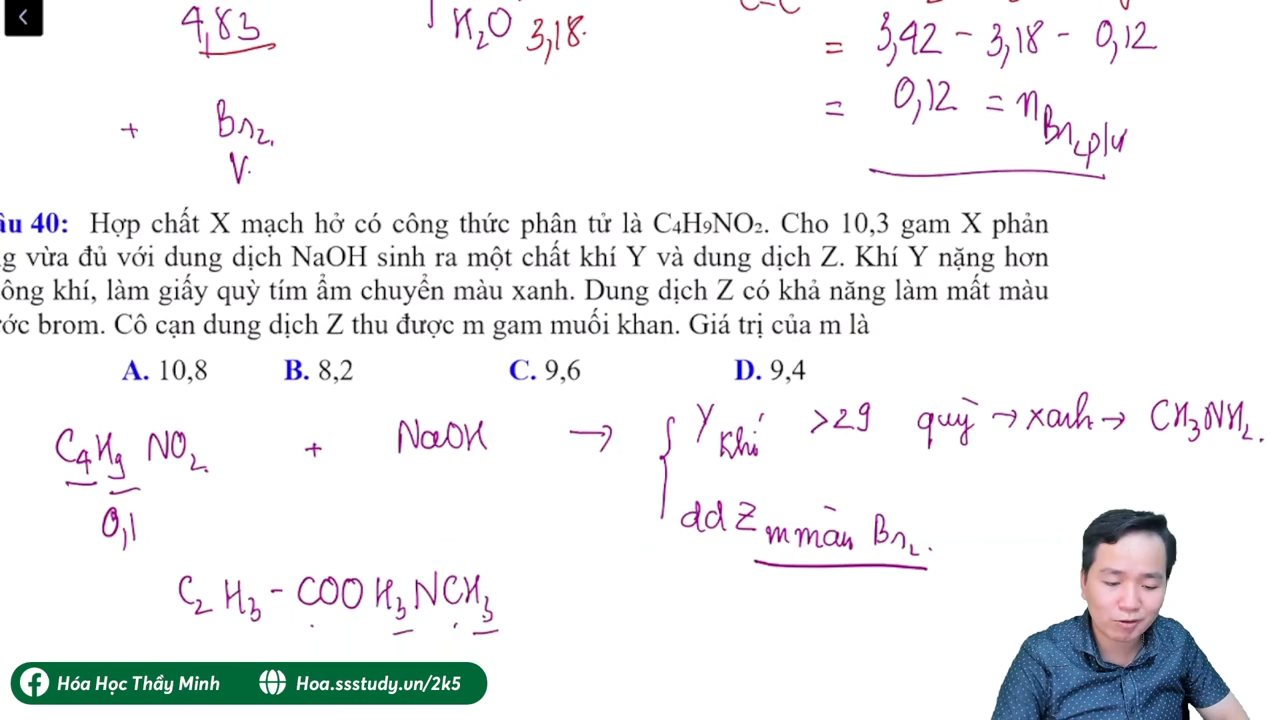 4,83
H₂O 3,18.
C=C
= 3,42 - 3,18 - 0,12
= 0,12 = nBr₂ p/ư
+ Br₂.
V.
âu 40: Hợp chất X mạch hở có công thức phân tử là C₄H₉NO₂. Cho 10,3 gam X phản
g vừa đủ với dung dịch NaOH sinh ra một chất khí Y và dung dịch Z. Khí Y nặng hơn
ông khí, làm giấy quỳ tím ẩm chuyển màu xanh. Dung dịch Z có khả năng làm mất màu
ớc brom. Cô cạn dung dịch Z thu được m gam muối khan. Giá trị của m là
A. 10,8 B. 8,2 C. 9,6 D. 9,4
C₄H₉NO₂ + NaOH → Y khí >29 quỳ → xanh → CH₃NH₂.
0,1
dd Z m màu Br₂.
C₂H₃-COOH₃NCH₃
Hóa Học Thầy Minh Hoa.ssstudy.vn/2k5